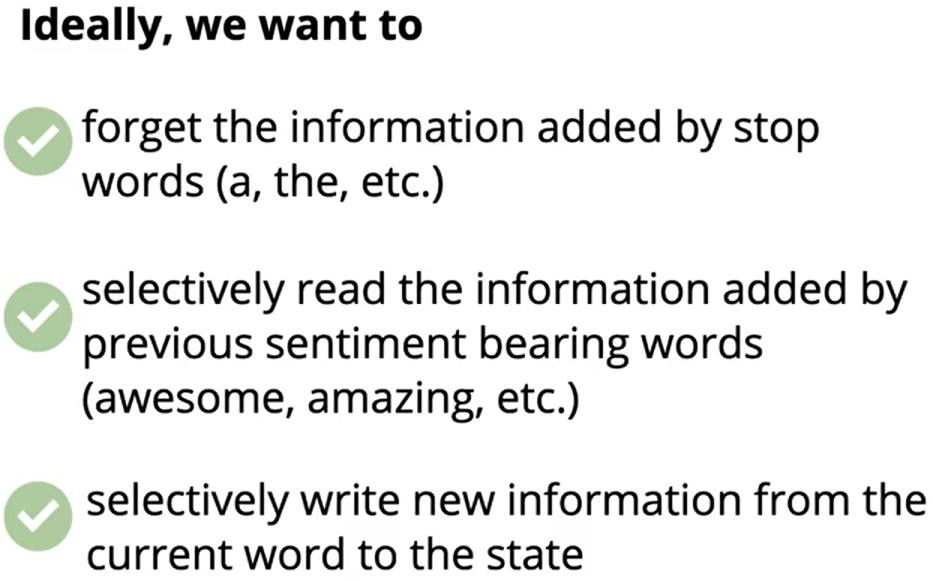 Ideally, we want to
forget the information added by stop
words (a, the, etc.)
selectively read the information added by
previous sentiment bearing words
(awesome, amazing, etc.)
selectively write new information from the
current word to the state